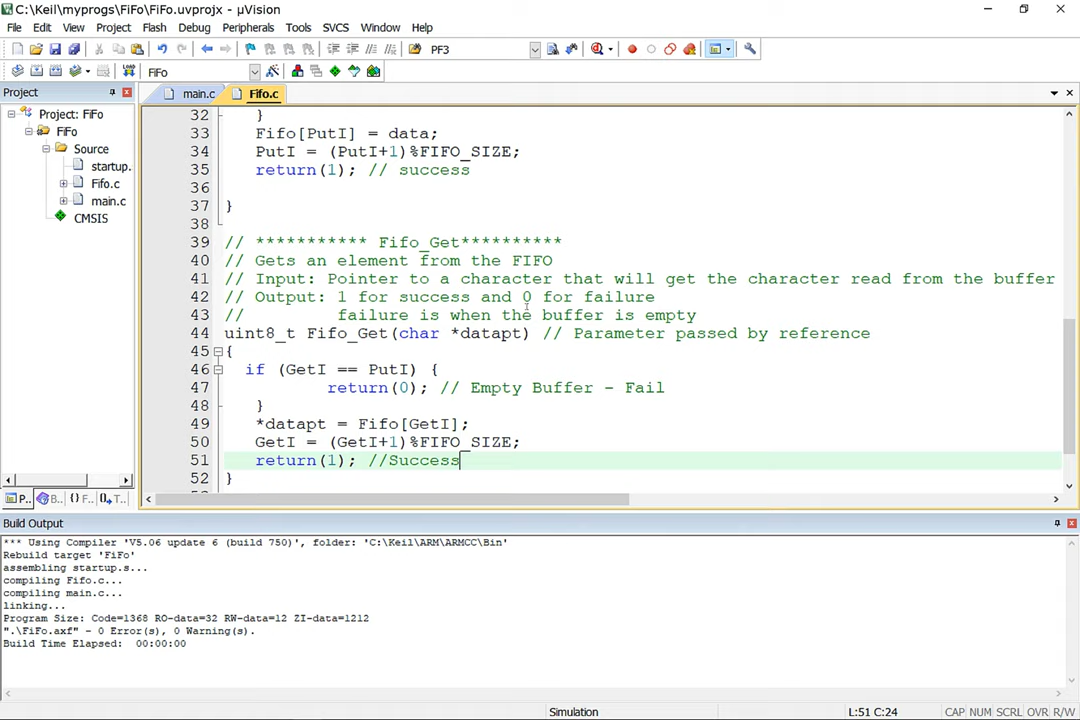 C:\Keil\myprogs\FiFo\FiFo.uvprojx - µVision
File Edit View Project Flash Debug Peripherals Tools SVCS Window Help
PF3
FiFo
Project
main.c Fifo.c
Project: FiFo
FiFo
Source
startup.
Fifo.c
main.c
CMSIS
32 }
33 Fifo[PutI] = data;
34 PutI = (PutI+1)%FIFO_SIZE;
35 return(1); // success
36
37 }
38
39 // *********** Fifo_Get**********
40 // Gets an element from the FIFO
41 // Input: Pointer to a character that will get the character read from the buffer
42 // Output: 1 for success and 0 for failure
43 // failure is when the buffer is empty
44 uint8_t Fifo_Get(char *datapt) // Parameter passed by reference
45 {
46 if (GetI == PutI) {
47 return(0); // Empty Buffer - Fail
48 }
49 *datapt = Fifo[GetI];
50 GetI = (GetI+1)%FIFO_SIZE;
51 return(1); //Success
52 }
P.. B.. {} F.. 0 T..
Build Output
*** Using Compiler 'V5.06 update 6 (build 750)', folder: 'C:\Keil\ARM\ARMCC\Bin'
Rebuild target 'FiFo'
assembling startup.s...
compiling Fifo.c...
compiling main.c...
linking...
Program Size: Code=1368 RO-data=32 RW-data=12 ZI-data=1212
".\FiFo.axf" - 0 Error(s), 0 Warning(s).
Build Time Elapsed:  00:00:00
Simulation L:51 C:24 CAP NUM SCRL OVR R/W